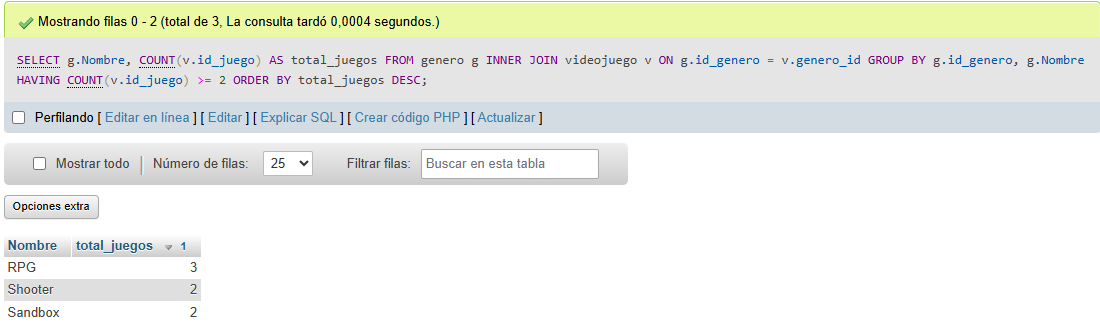 Mostrando filas 0 - 2 (total de 3, La consulta tardó 0,0004 segundos.)
SELECT g.Nombre, COUNT(v.id_juego) AS total_juegos FROM genero g INNER JOIN videojuego v ON g.id_genero = v.genero_id GROUP BY g.id_genero, g.Nombre
HAVING COUNT(v.id_juego) >= 2 ORDER BY total_juegos DESC;
Perfilando [ Editar en línea ] [ Editar ] [ Explicar SQL ] [ Crear código PHP ] [ Actualizar ]
Mostrar todo | Número de filas: 25 Filtrar filas: Buscar en esta tabla
Opciones extra
Nombre total_juegos 1
RPG 3
Shooter 2
Sandbox 2